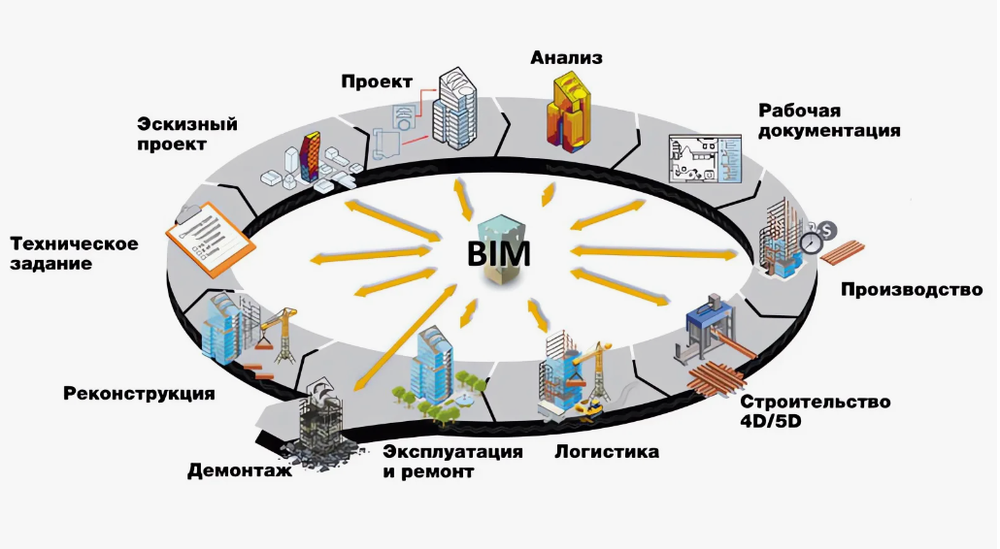 Анализ
Проект
Рабочая
документация
Эскизный
проект
Техническое
задание
BIM
Производство
Реконструкция
Строительство
4D/5D
Демонтаж
Эксплуатация
и ремонт
Логистика